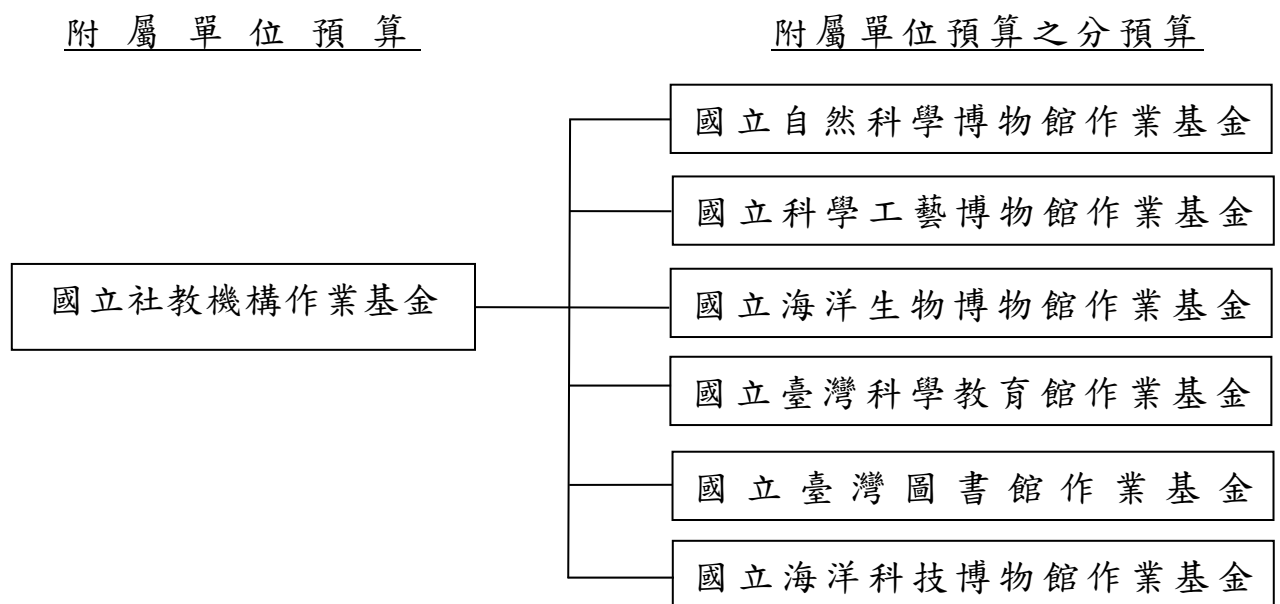 附屬單位預算
附屬單位預算之分預算
國立社教機構作業基金
國立自然科學博物館作業基金
國立科學工藝博物館作業基金
國立海洋生物博物館作業基金
國立臺灣科學教育館作業基金
國立臺灣圖書館作業基金
國立海洋科技博物館作業基金